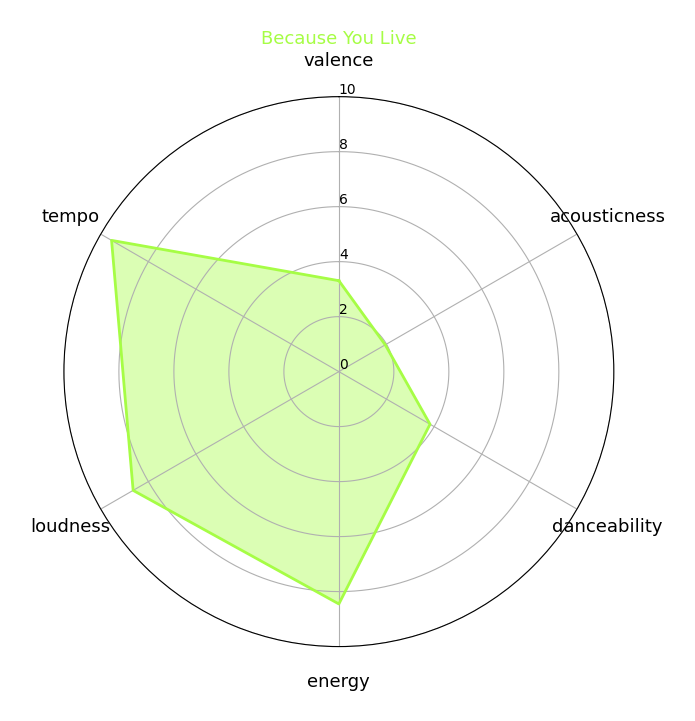 Because You Live
valence
10
8
tempo
acousticness
6
4
2
0
loudness
danceability
energy